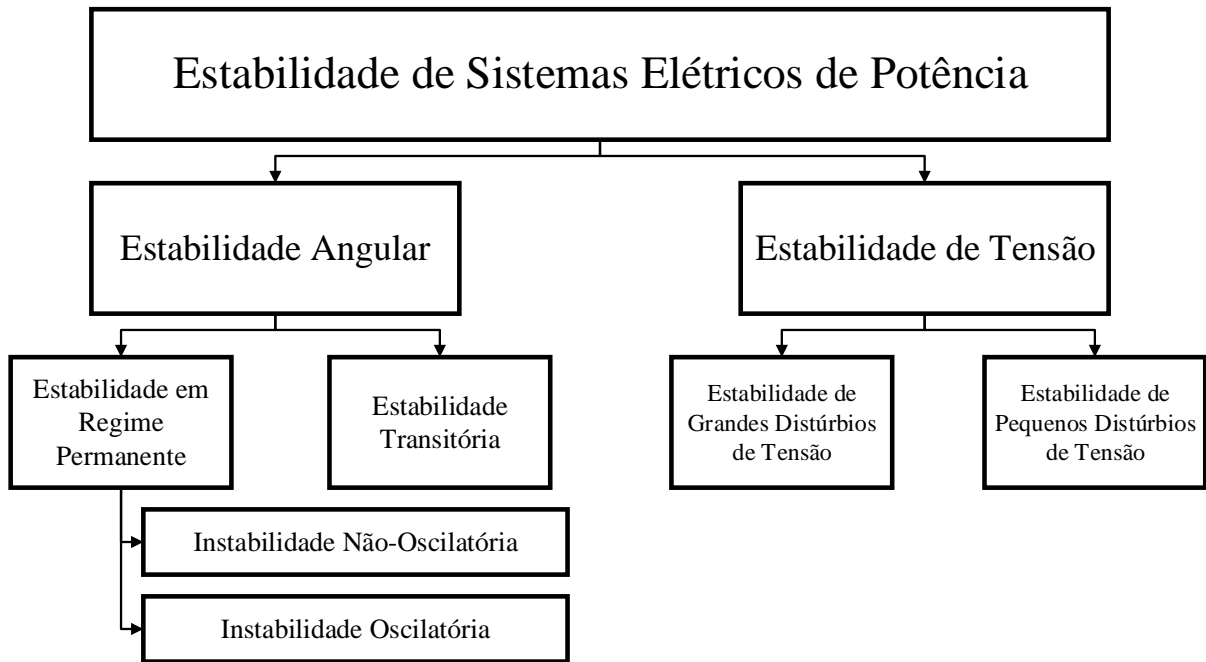 Estabilidade de Sistemas Elétricos de Potência
Estabilidade Angular
Estabilidade de Tensão
Estabilidade em
Regime
Permanente
Estabilidade
Transitória
Estabilidade de
Grandes Distúrbios
de Tensão
Estabilidade de
Pequenos Distúrbios
de Tensão
Instabilidade Não-Oscilatória
Instabilidade Oscilatória